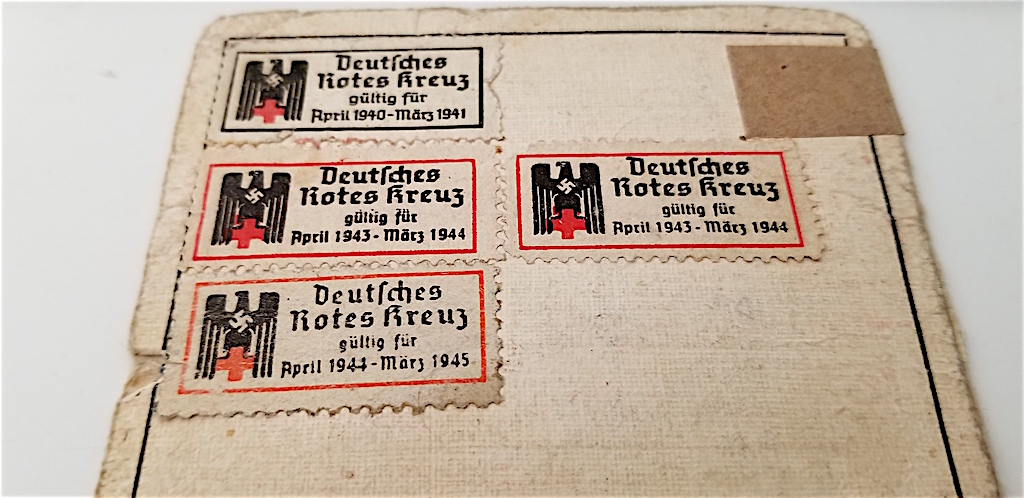 Deutſches
Rotes Kreuz
gültig für
April 1940-März 1941
Deutſches
Rotes Kreuz
gültig für
April 1943-März 1944
Deutſches
Rotes Kreuz
gültig für
April 1943-März 1944
Deutſches
Rotes Kreuz
gültig für
April 1944-März 1945